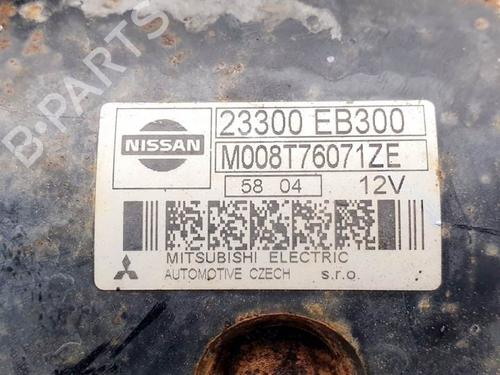 B-PARTS
NISSAN
23300 EB300
M008T76071ZE
58 04 12V
MITSUBISHI ELECTRIC
AUTOMOTIVE CZECH s.r.o.